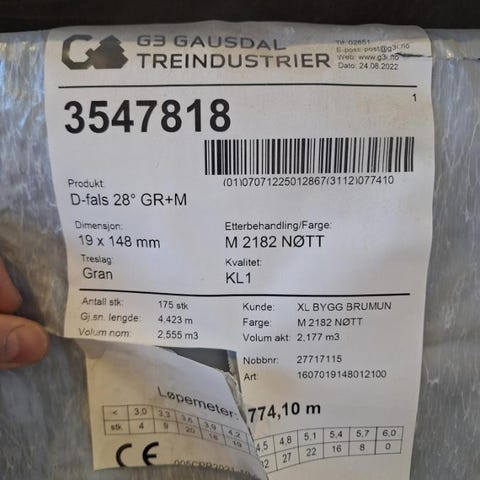 G3 GAUSDAL
TREINDUSTRIER
Tlf: 02651
E-post: post@g3i.no
Web: www.g3i.no
Dato: 24.08.2022
3547818
1
(01)07071225012867(3112)077410
Produkt:
D-fals 28° GR+M
Dimensjon:
19 x 148 mm
Etterbehandling/Farge:
M 2182 NØTT
Treslag:
Gran
Kvalitet:
KL1
Antall stk: 175 stk
Gj.sn. lengde: 4,423 m
Volum nom: 2,555 m3
Kunde: XL BYGG BRUMUN
Farge: M 2182 NØTT
Volum akt: 2,177 m3
Nobbnr: 27717115
Art: 1607019148012100
Løpemeter:
774,10 m
< 3,0 3,3 3,6 3,9 4,2
stk 4 9 20 16 19
4,5 4,8 5,1 5,4 5,7 6,0
27 22 16 8 0
CE